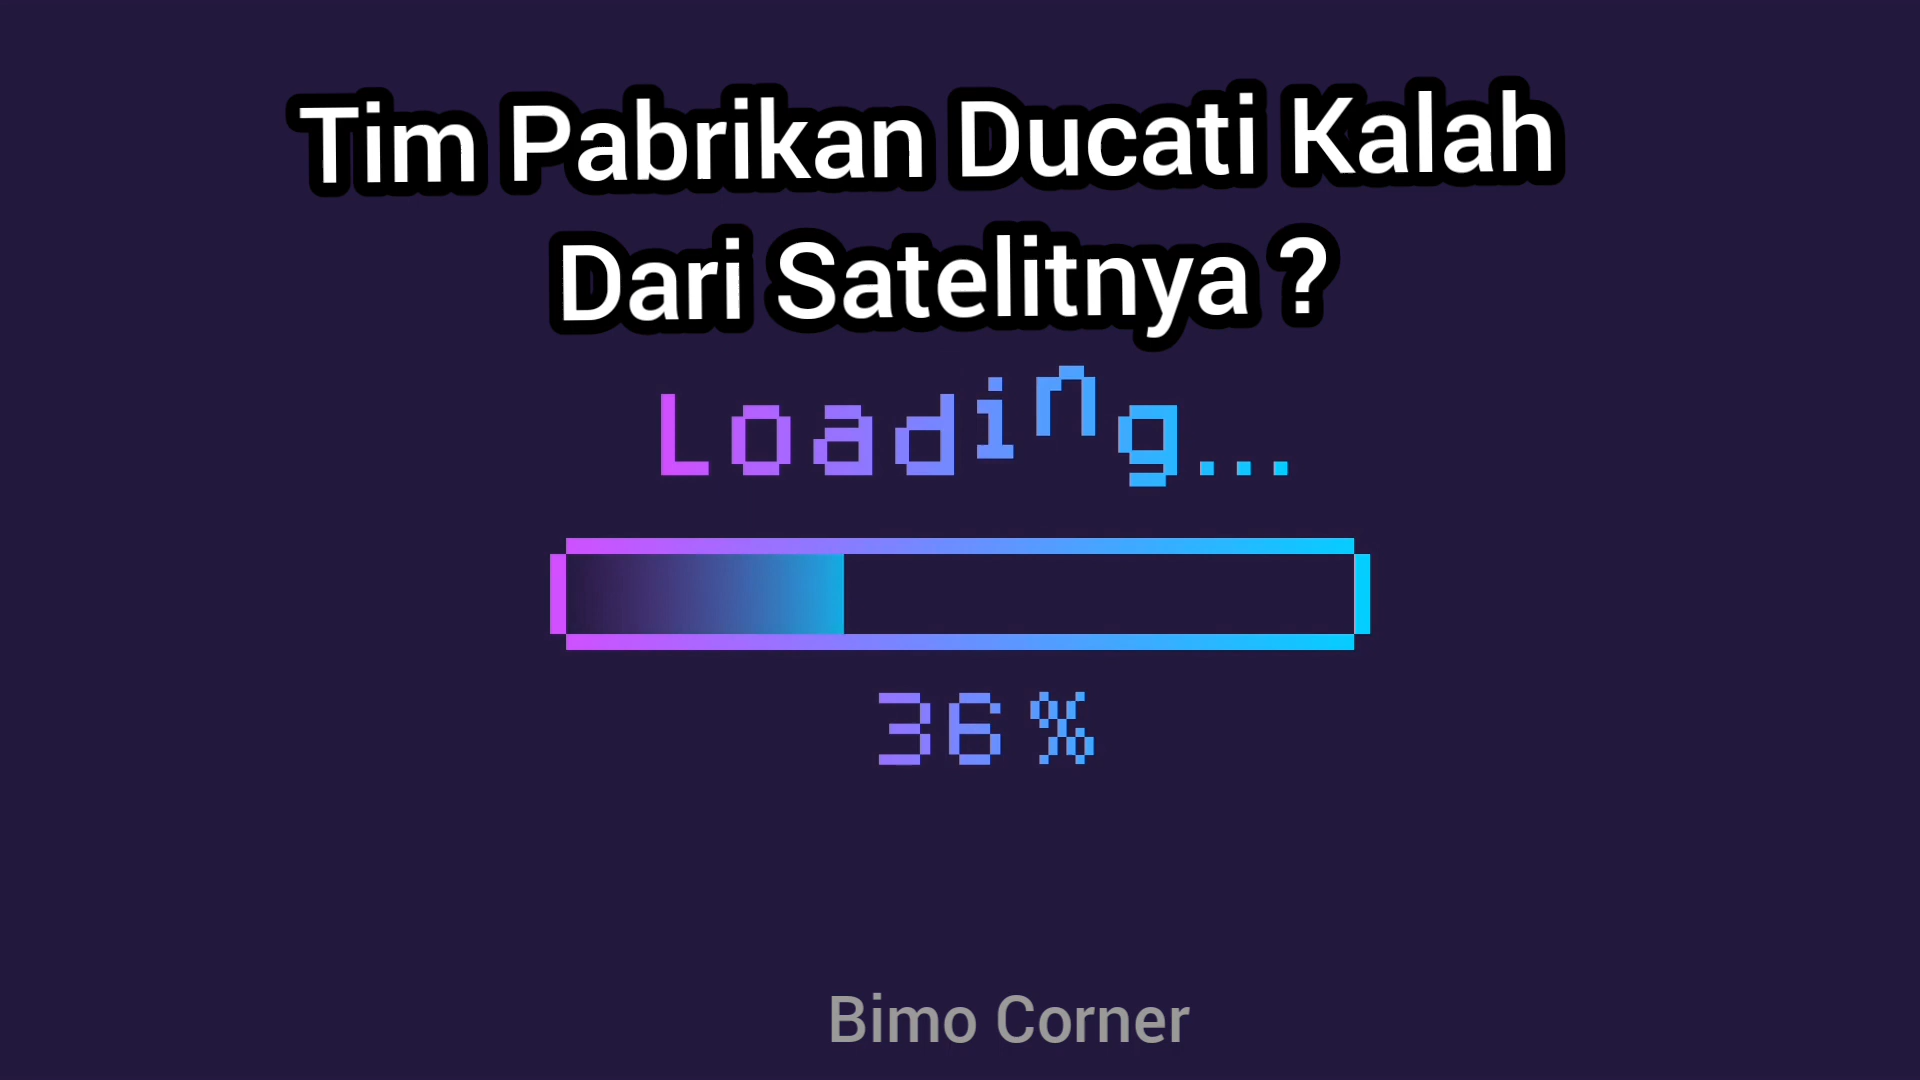 Tim Pabrikan Ducati Kalah
Dari Satelitnya ?
Loading...
36 %
Bimo Corner